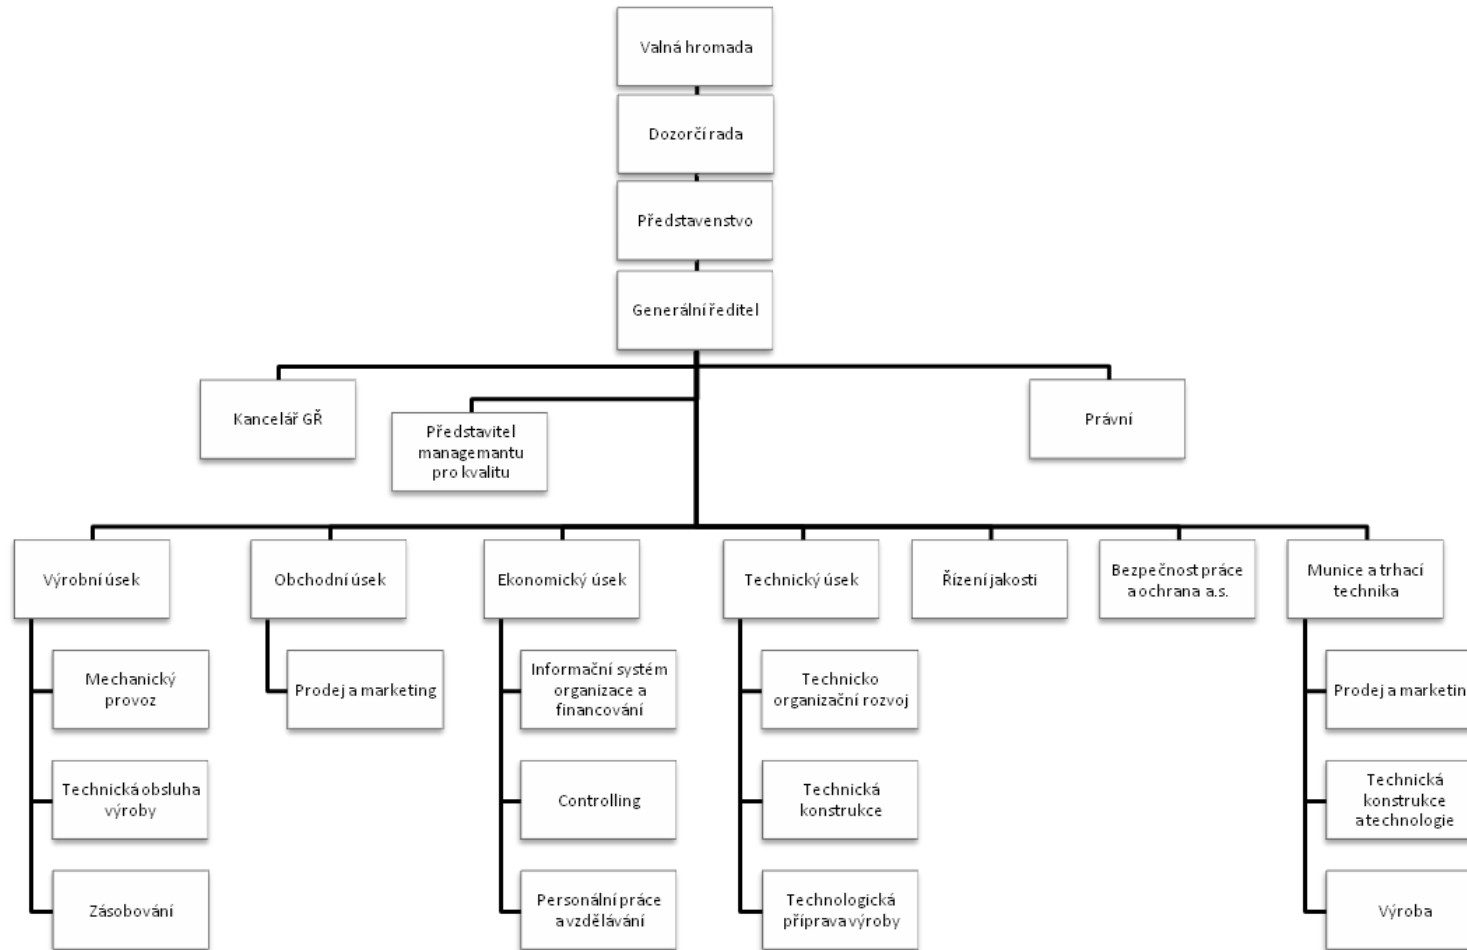 Valná hromada
Dozorčí rada
Představenstvo
Generální ředitel
Kancelář GŘ
Představitel
managemantu
pro kvalitu
Právní
Výrobní úsek
Obchodní úsek
Ekonomický úsek
Technický úsek
Řízení jakosti
Bezpečnost práce
a ochrana a.s.
Munice a trhací
technika
Mechanický
provoz
Prodej a marketing
Informační systém
organizace a
financování
Technicko
organizační rozvoj
Prodej a marketin
Technická obsluha
výroby
Controlling
Technická
konstrukce
Technická
konstrukce
a technologie
Zásobování
Personální práce
a vzdělávání
Technologická
příprava výroby
Výroba